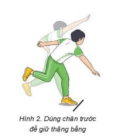 Hình 2. Dùng chân trước
để giữ thăng bằng